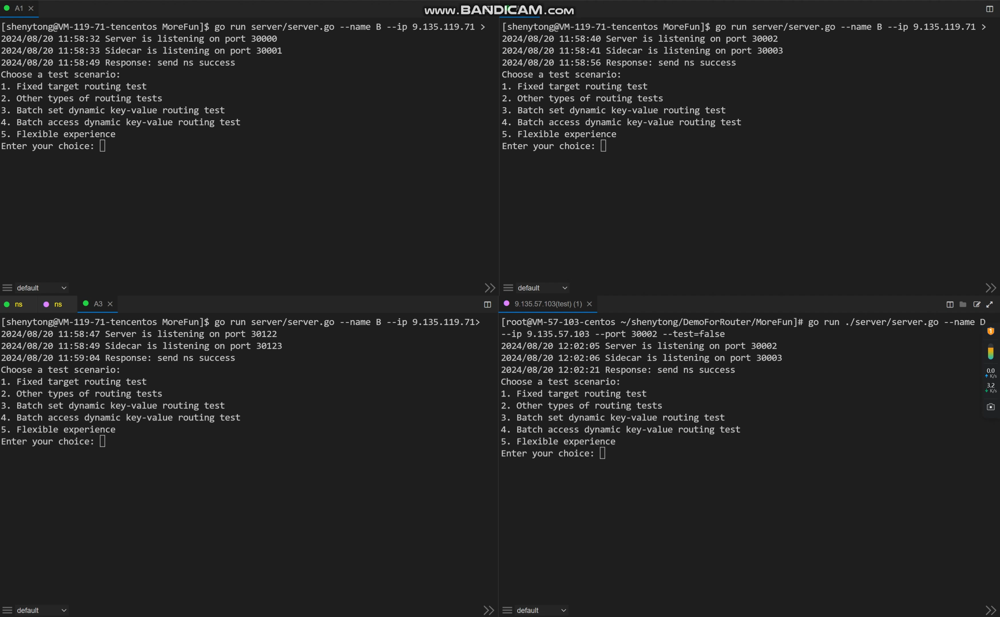 A1
www.BANDICAM.com
[shenytong@VM-119-71-tencentos MoreFun]$ go run server/server.go --name B --ip 9.135.119.71 >
2024/08/20 11:58:32 Server is listening on port 30000
2024/08/20 11:58:33 Sidecar is listening on port 30001
2024/08/20 11:58:49 Response: send ns success
Choose a test scenario:
1. Fixed target routing test
2. Other types of routing tests
3. Batch set dynamic key-value routing test
4. Batch access dynamic key-value routing test
5. Flexible experience
Enter your choice:
default
[shenytong@VM-119-71-tencentos MoreFun]$ go run server/server.go --name B --ip 9.135.119.71 >
2024/08/20 11:58:40 Server is listening on port 30002
2024/08/20 11:58:41 Sidecar is listening on port 30003
2024/08/20 11:58:56 Response: send ns success
Choose a test scenario:
1. Fixed target routing test
2. Other types of routing tests
3. Batch set dynamic key-value routing test
4. Batch access dynamic key-value routing test
5. Flexible experience
Enter your choice:
default
ns ns A3
[shenytong@VM-119-71-tencentos MoreFun]$ go run server/server.go --name B --ip 9.135.119.71>
2024/08/20 11:58:47 Server is listening on port 30122
2024/08/20 11:58:49 Sidecar is listening on port 30123
2024/08/20 11:59:04 Response: send ns success
Choose a test scenario:
1. Fixed target routing test
2. Other types of routing tests
3. Batch set dynamic key-value routing test
4. Batch access dynamic key-value routing test
5. Flexible experience
Enter your choice:
default
9.135.57.103(test) (1)
[root@VM-57-103-centos ~/shenytong/DemoForRouter/MoreFun]# go run ./server/server.go --name D
--ip 9.135.57.103 --port 30002 --test=false
2024/08/20 12:02:05 Server is listening on port 30002
2024/08/20 12:02:06 Sidecar is listening on port 30003
2024/08/20 12:02:21 Response: send ns success
Choose a test scenario:
1. Fixed target routing test
2. Other types of routing tests
3. Batch set dynamic key-value routing test
4. Batch access dynamic key-value routing test
5. Flexible experience
Enter your choice:
default
1
0.0
K/s
3.2
K/s